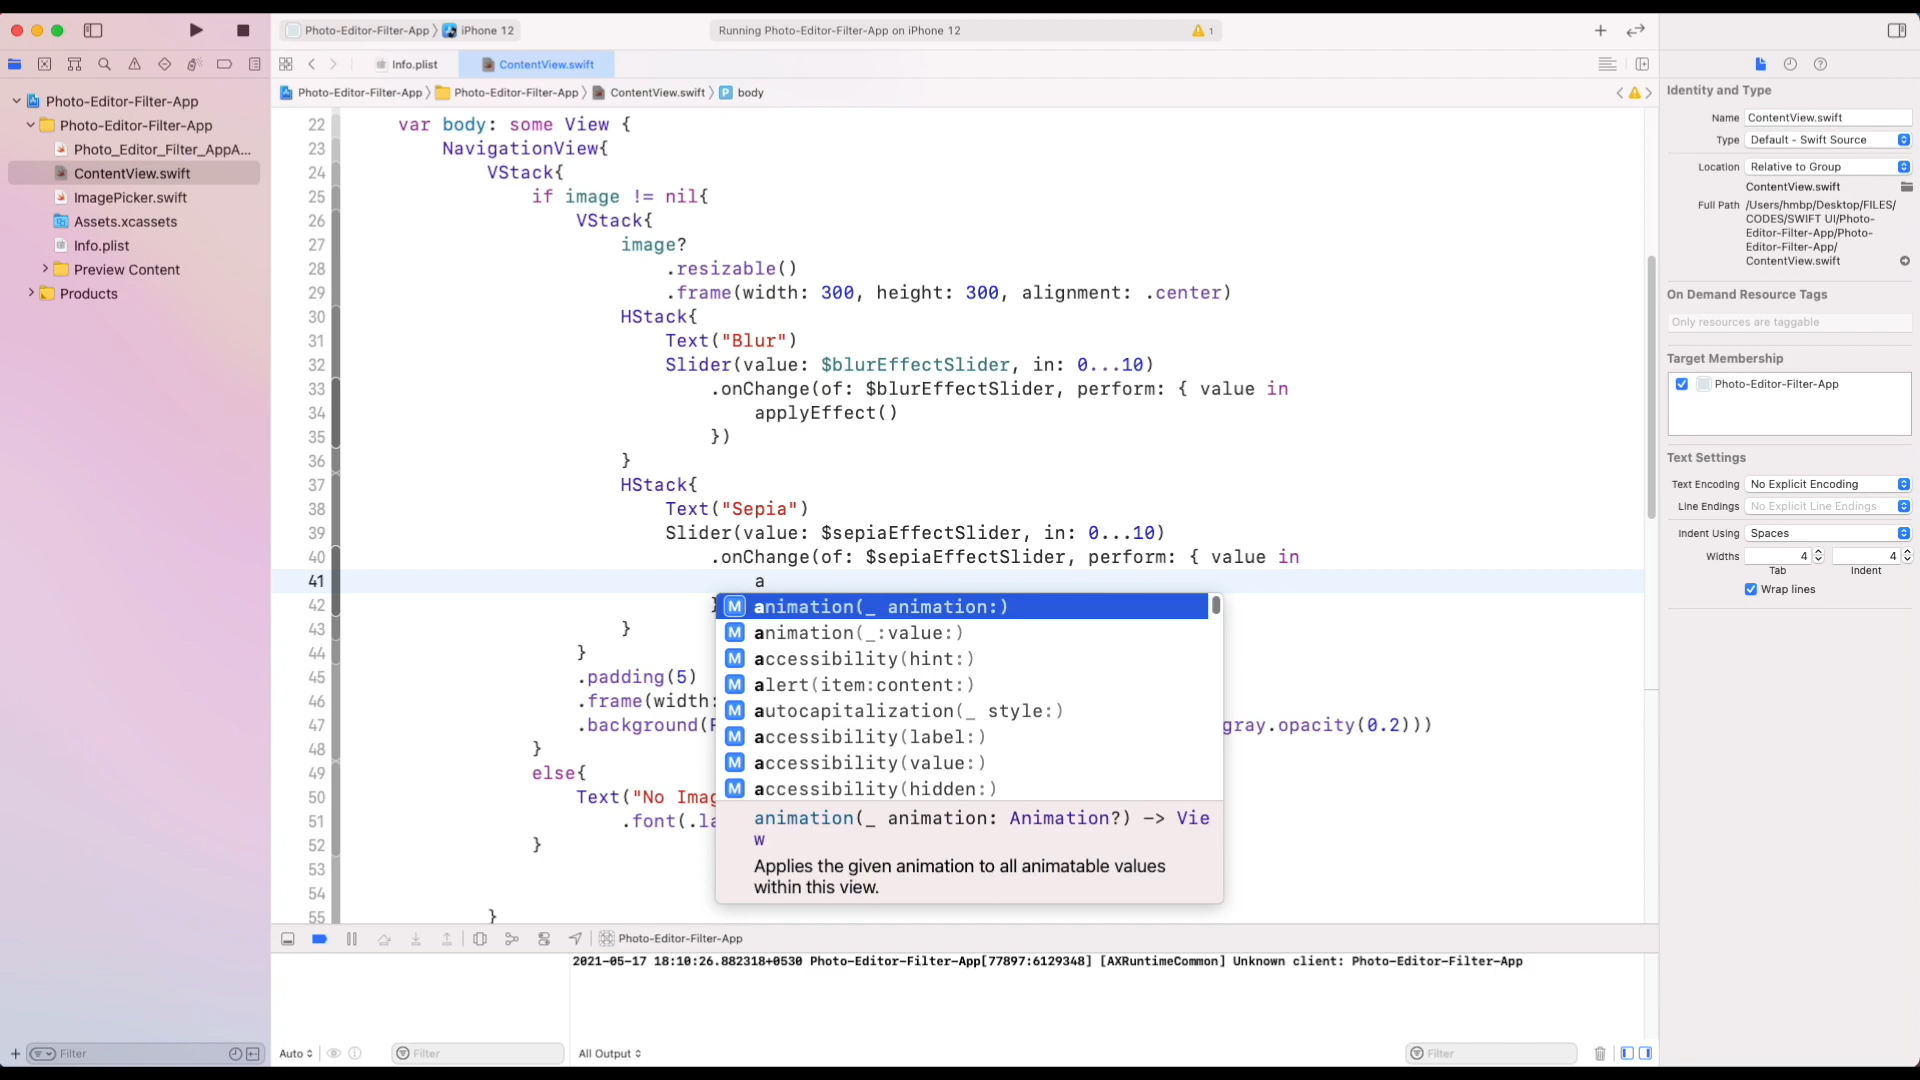 Photo-Editor-Filter-App
iPhone 12
Running Photo-Editor-Filter-App on iPhone 12
1
Info.plist
ContentView.swift
Photo-Editor-Filter-App
Photo-Editor-Filter-App
ContentView.swift
P body
Photo-Editor-Filter-App
Photo-Editor-Filter-App
Photo_Editor_Filter_AppA...
ContentView.swift
ImagePicker.swift
Assets.xcassets
Info.plist
Preview Content
Products
Filter
22 var body: some View {
23 NavigationView{
24 VStack{
25 if image != nil{
26 VStack{
27 image?
28 .resizable()
29 .frame(width: 300, height: 300, alignment: .center)
30 HStack{
31 Text("Blur")
32 Slider(value: $blurEffectSlider, in: 0...10)
33 .onChange(of: $blurEffectSlider, perform: { value in
34 applyEffect()
35 })
36 }
37 HStack{
38 Text("Sepia")
39 Slider(value: $sepiaEffectSlider, in: 0...10)
40 .onChange(of: $sepiaEffectSlider, perform: { value in
41 a
42
43 }
44 }
45 .padding(5)
46 .frame(width:
47 .background( gray.opacity(0.2)))
48 }
49 else{
50 Text("No Imag
51 .font(.la
52 }
53
54
55 }
M animation(_ animation:)
M animation(_:value:)
M accessibility(hint:)
M alert(item:content:)
M autocapitalization(_ style:)
M accessibility(label:)
M accessibility(value:)
M accessibility(hidden:)
animation(_ animation: Animation?) -> Vie
w
Applies the given animation to all animatable values
within this view.
Photo-Editor-Filter-App
2021-05-17 18:10:26.882318+0530 Photo-Editor-Filter-App[77897:6129348] [AXRuntimeCommon] Unknown client: Photo-Editor-Filter-App
Auto
Filter
All Output
Filter
Identity and Type
Name ContentView.swift
Type Default - Swift Source
Location Relative to Group
ContentView.swift
Full Path /Users/hmbp/Desktop/FILES/
CODES/SWIFT UI/Photo-
Editor-Filter-App/Photo-
Editor-Filter-App/
ContentView.swift
On Demand Resource Tags
Only resources are taggable
Target Membership
Photo-Editor-Filter-App
Text Settings
Text Encoding No Explicit Encoding
Line Endings No Explicit Line Endings
Indent Using Spaces
Widths 4 4
Tab Indent
Wrap lines